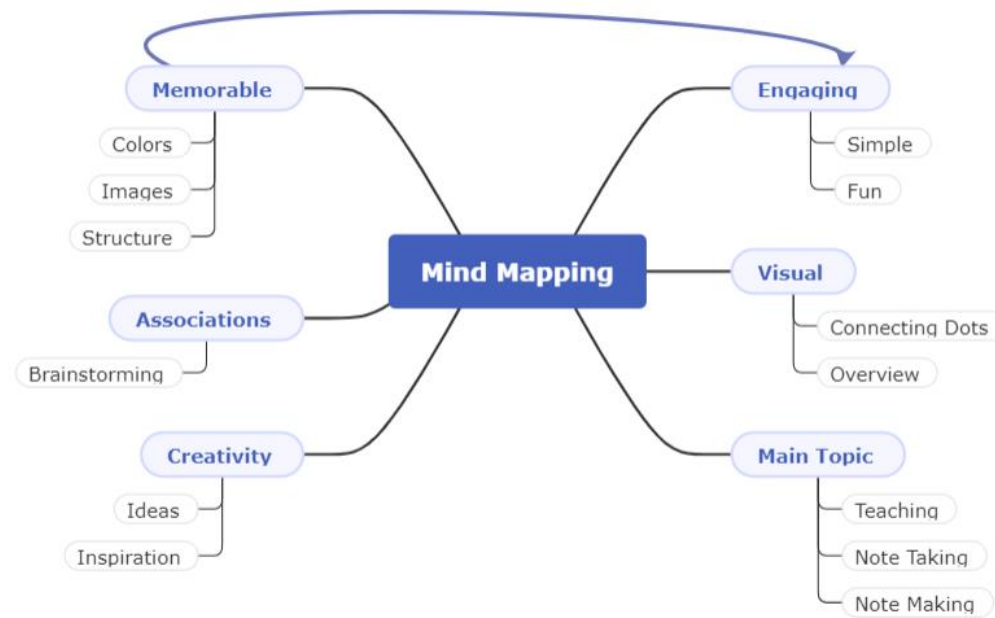 Memorable
Colors
Images
Structure
Associations
Brainstorming
Creativity
Ideas
Inspiration
Mind Mapping
Engaging
Simple
Fun
Visual
Connecting Dots
Overview
Main Topic
Teaching
Note Taking
Note Making